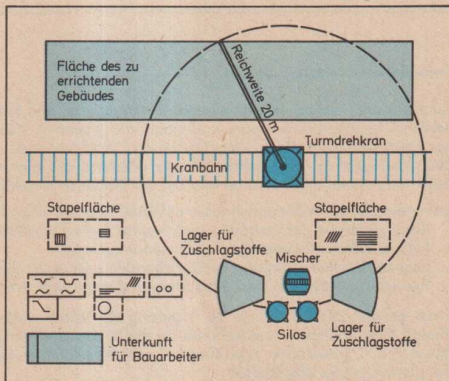 Fläche des zu
errichtenden
Gebäudes
Reichweite 20 m
Turmdrehkran
Kranbahn
Stapelfläche
Stapelfläche
Lager für
Zuschlagstoffe
Mischer
Silos
Lager für
Zuschlagstoffe
Unterkunft
für Bauarbeiter